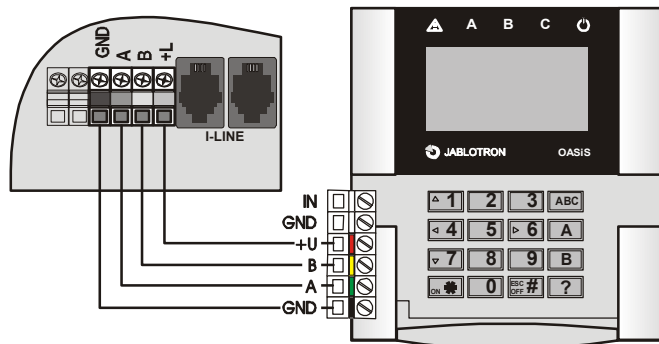 GND A B +L
I-LINE
A B C
JABLOTRON OASiS
IN
GND
+U
B
A
GND
1 2 3 ABC
4 5 6 A
7 8 9 B
ON * 0 ESC OFF # ?